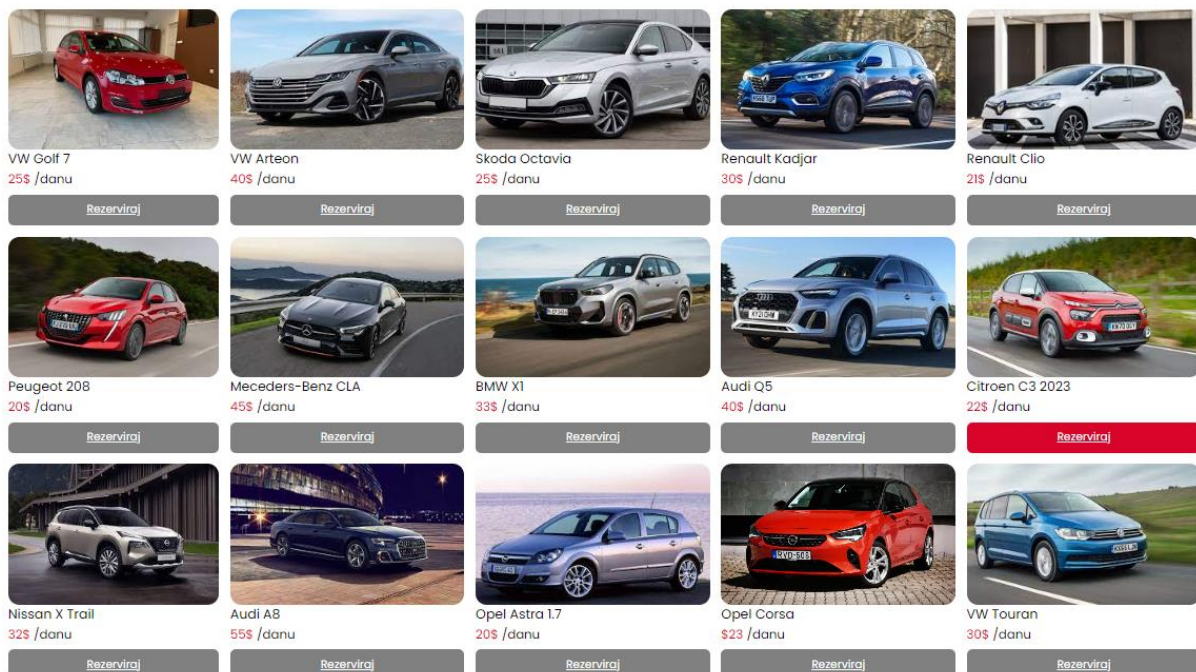 VW Golf 7
25$ /danu
Rezerviraj
VW Arteon
40$ /danu
Rezerviraj
Skoda Octavia
25$ /danu
Rezerviraj
Renault Kadjar
30$ /danu
Rezerviraj
Renault Clio
21$ /danu
Rezerviraj
Peugeot 208
20$ /danu
Rezerviraj
Meceders-Benz CLA
45$ /danu
Rezerviraj
BMW X1
33$ /danu
Rezerviraj
Audi Q5
40$ /danu
Rezerviraj
Citroen C3 2023
22$ /danu
Rezerviraj
Nissan X Trail
32$ /danu
Rezerviraj
Audi A8
55$ /danu
Rezerviraj
Opel Astra 1.7
20$ /danu
Rezerviraj
RVD-608
Opel Corsa
$23 /danu
Rezerviraj
VW Touran
30$ /danu
Rezerviraj